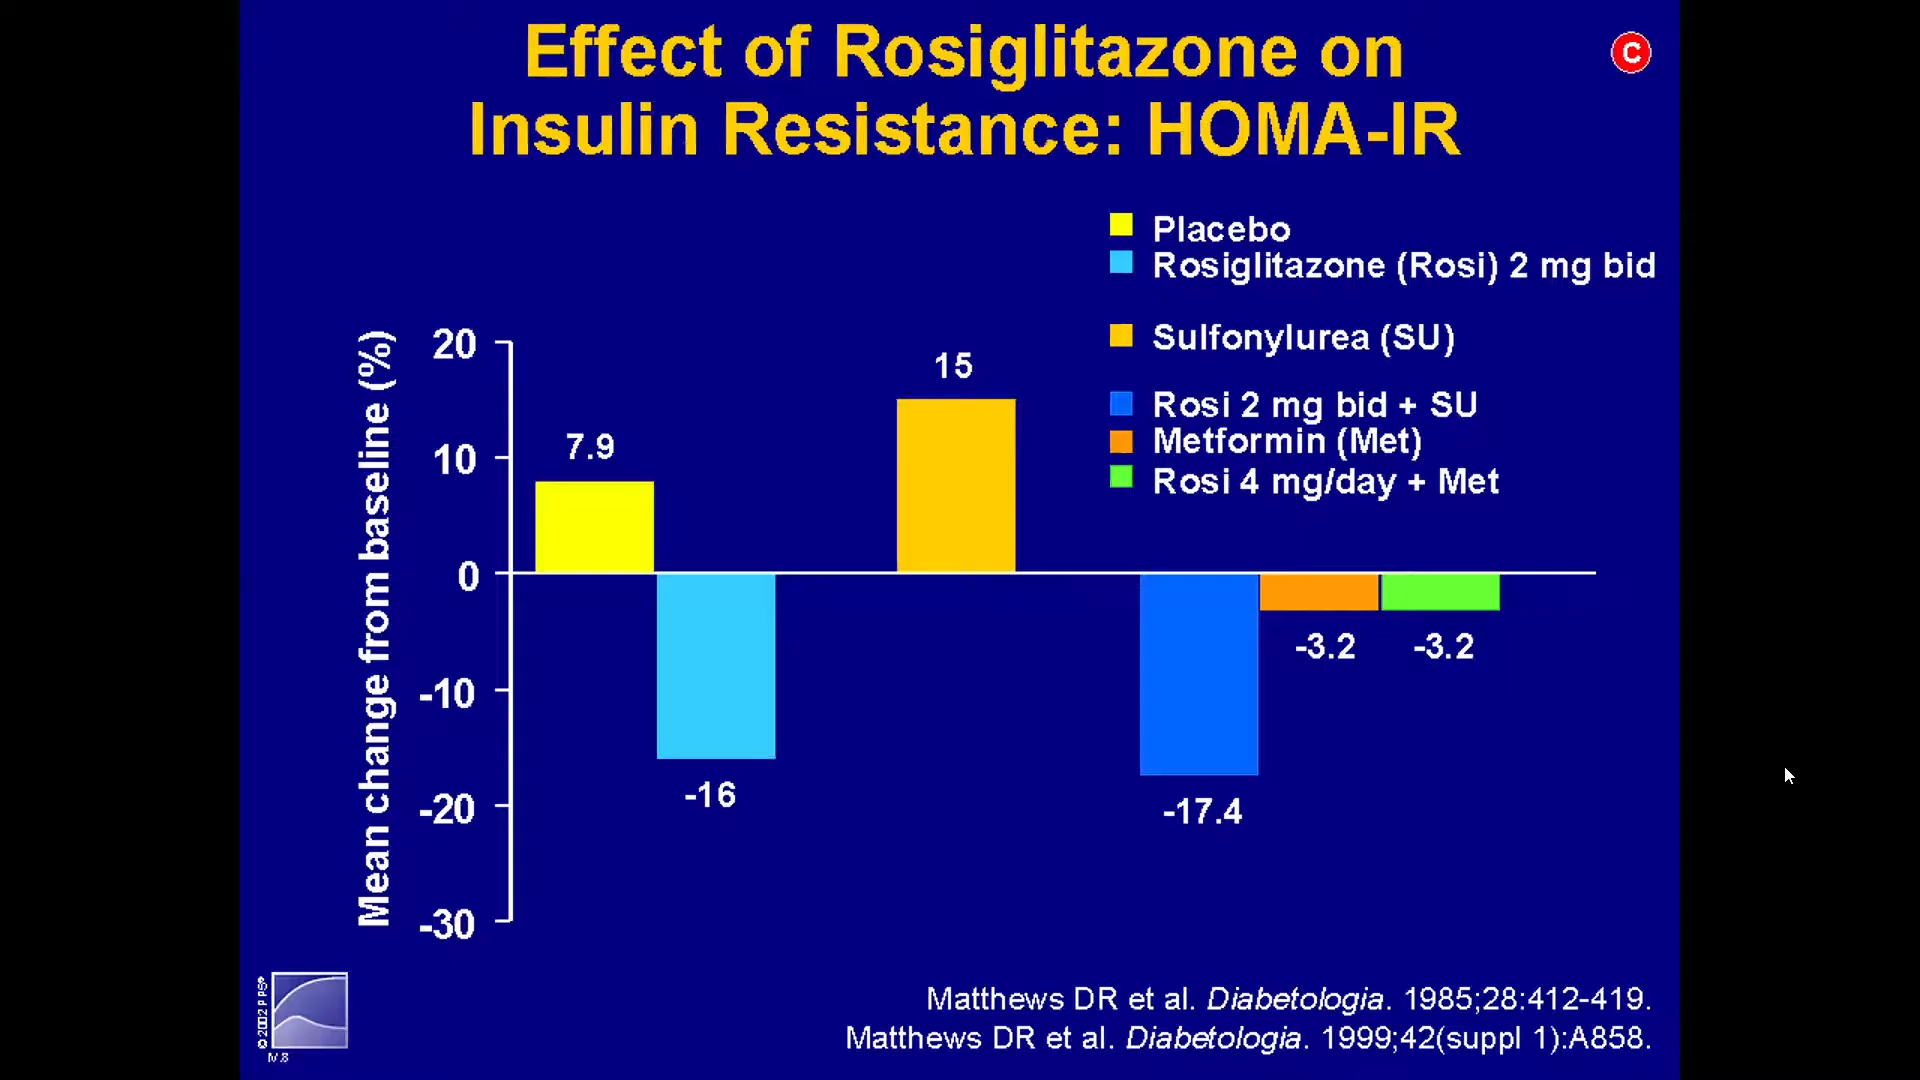 Effect of Rosiglitazone on
Insulin Resistance: HOMA-IR
C
Placebo
Rosiglitazone (Rosi) 2 mg bid
Sulfonylurea (SU)
Rosi 2 mg bid + SU
Metformin (Met)
Rosi 4 mg/day + Met
Mean change from baseline (%)
20
10
0
-10
-20
-30
7.9
-16
15
-17.4
-3.2
-3.2
Matthews DR et al. Diabetologia. 1985;28:412-419.
Matthews DR et al. Diabetologia. 1999;42(suppl 1):A858.
©2002 PPS®